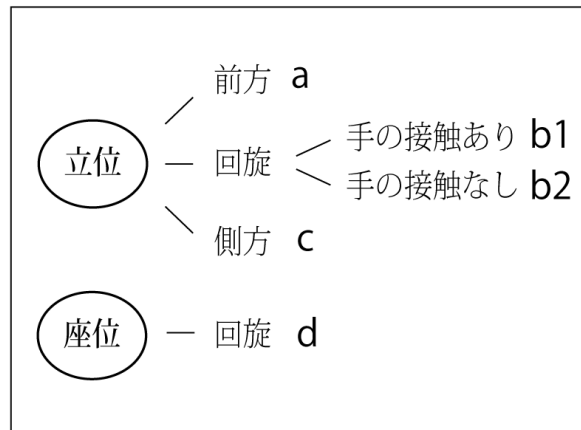 前方 a
立位
回旋
手の接触あり b1
手の接触なし b2
側方 c
座位
回旋 d